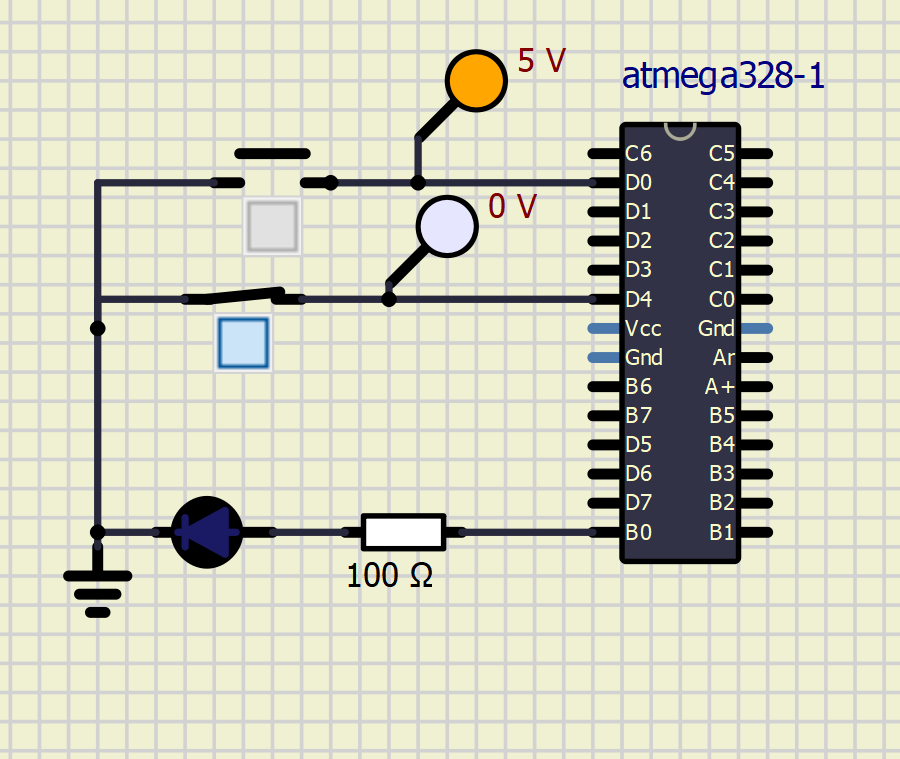 5 V
atmega328-1
0 V
C6 C5
D0 C4
D1 C3
D2 C2
D3 C1
D4 C0
Vcc Gnd
Gnd Ar
B6 A+
B7 B5
D5 B4
D6 B3
D7 B2
B0 B1
100 Ω